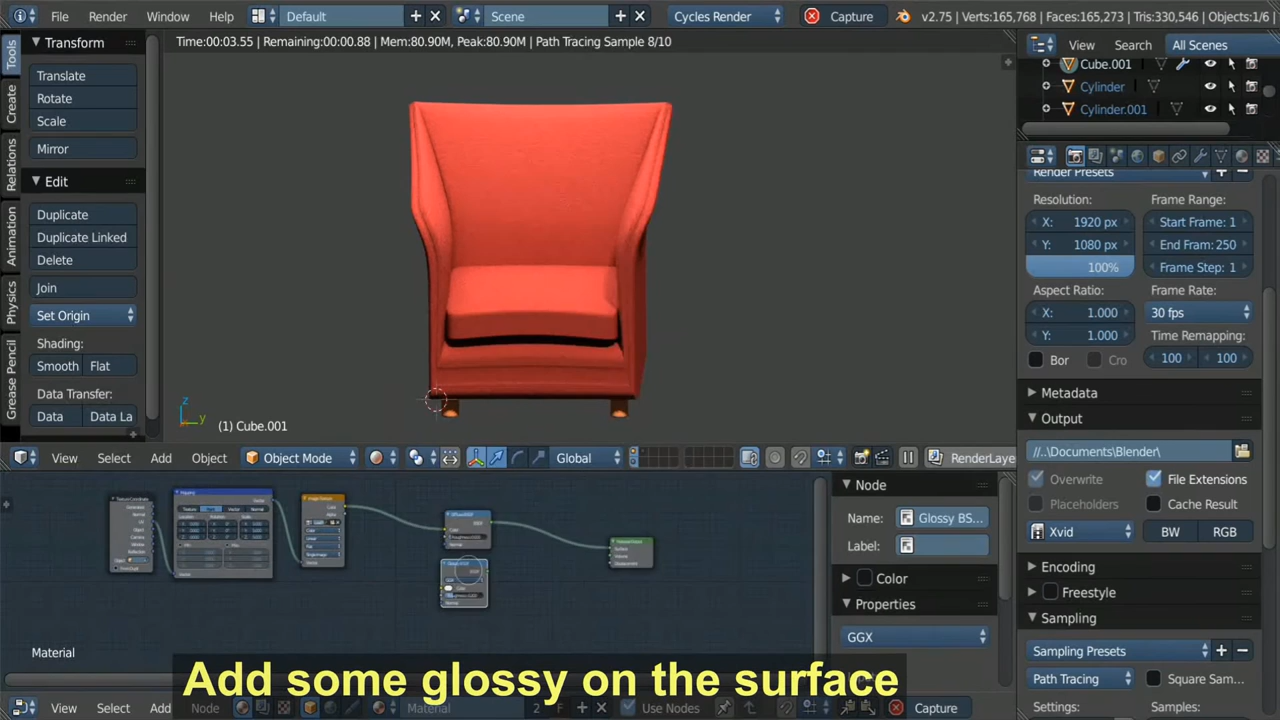 File Render Window Help Default Scene Cycles Render Capture v2.75 | Verts:165,768 | Faces:165,273 | Tris:330,546 | Objects:1/6
Time:00:03.55 | Remaining:00:00.88 | Mem:80.90M, Peak:80.90M | Path Tracing Sample 8/10
View Search All Scenes
Cube.001
Cylinder
Cylinder.001
Tools
Create
Relations
Animation
Physics
Grease Pencil
Transform
Translate
Rotate
Scale
Mirror
Edit
Duplicate
Duplicate Linked
Delete
Join
Set Origin
Shading:
Smooth Flat
Data Transfer:
Data Data La
z
y
(1) Cube.001
Render Presets
Resolution: Frame Range:
X: 1920 px Start Frame: 1
Y: 1080 px End Fram: 250
100% Frame Step: 1
Aspect Ratio: Frame Rate:
X: 1.000 30 fps
Y: 1.000 Time Remapping:
Bor Cro 100 100
Metadata
Output
//..\Documents\Blender\
Overwrite File Extensions
Placeholders Cache Result
Xvid BW RGB
Encoding
Freestyle
Sampling
Sampling Presets
Path Tracing Square Sam...
Settings: Samples:
View Select Add Object Object Mode Global RenderLayer
Node
Name: Glossy BS...
Label:
Color
Properties
GGX
Material
Add some glossy on the surface
View Select Add Node Material 2 F Use Nodes Capture